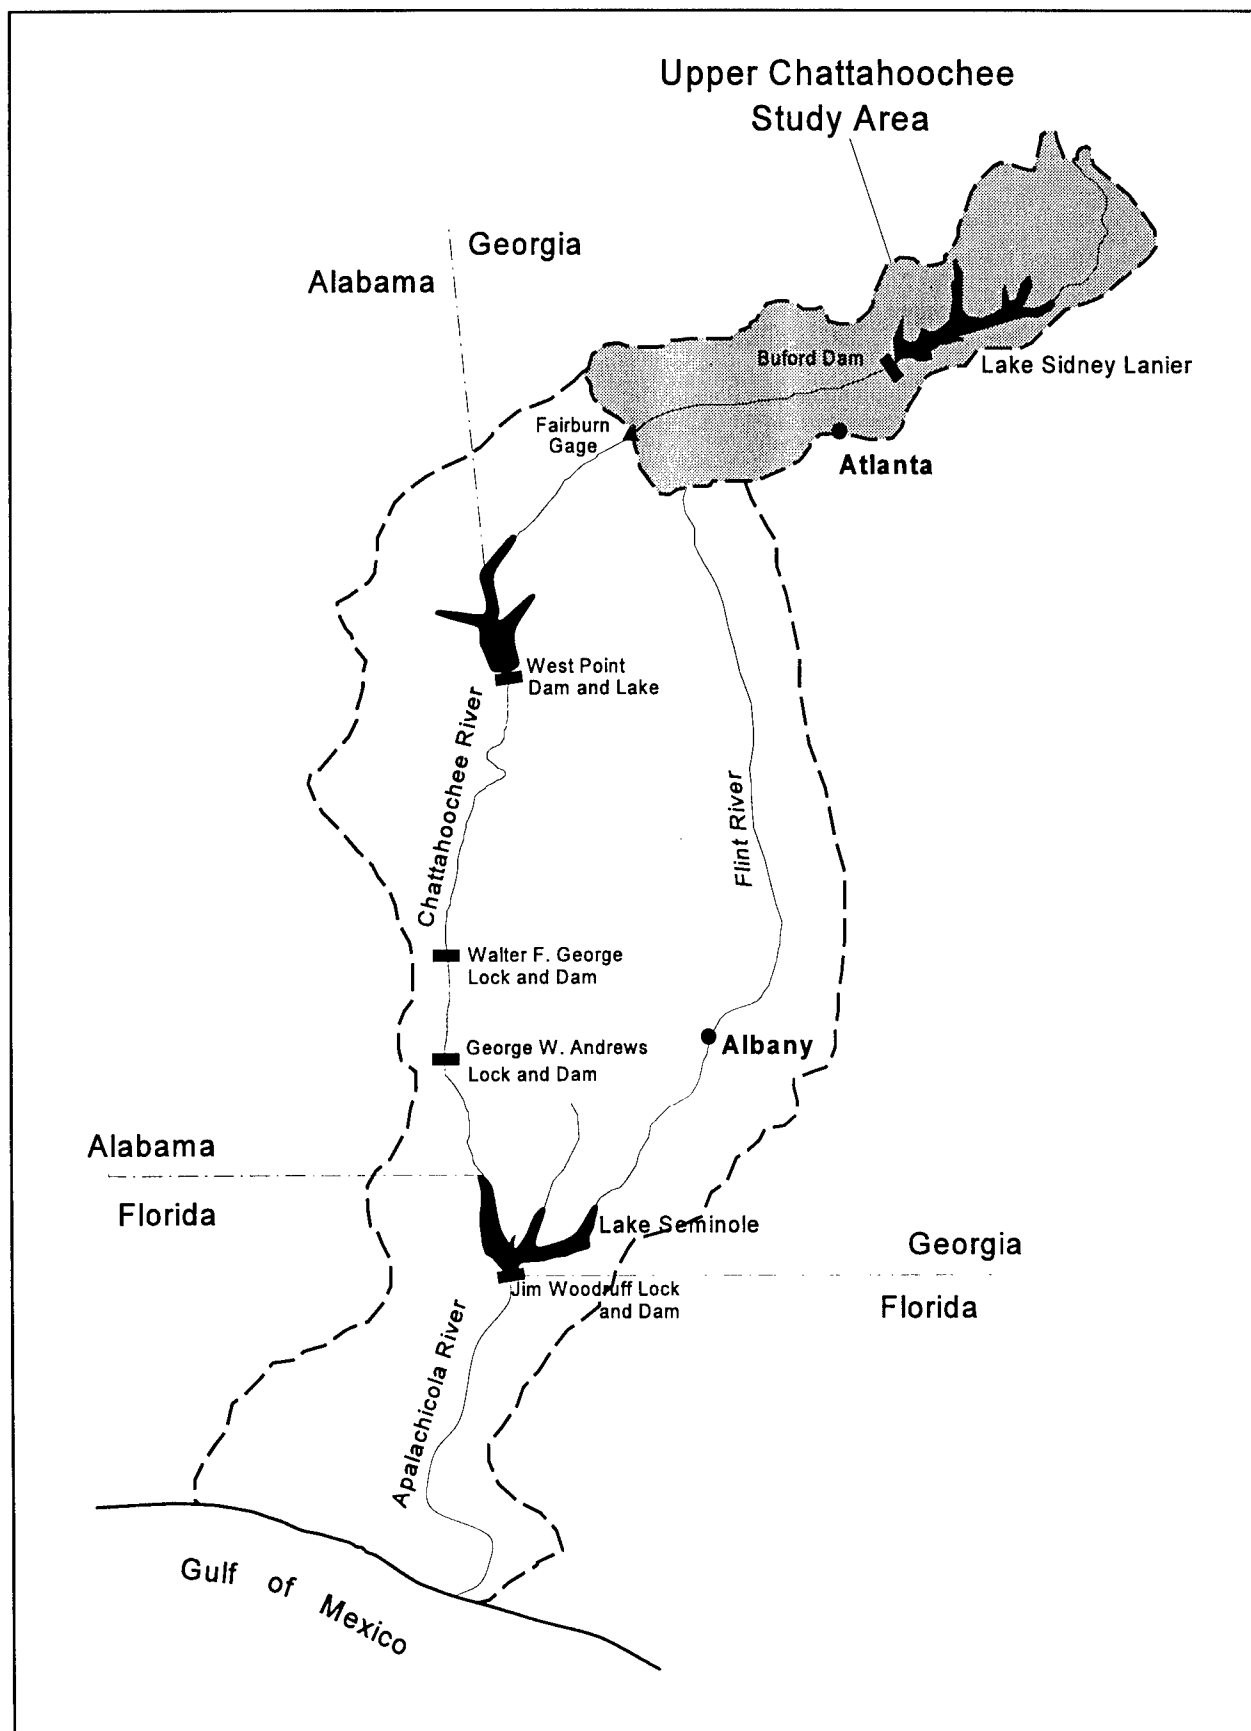 Upper Chattahoochee
Study Area
Georgia
Alabama
Buford Dam
Lake Sidney Lanier
Fairburn
Gage
Atlanta
West Point
Dam and Lake
Chattahoochee River
Flint River
Walter F. George
Lock and Dam
George W. Andrews
Lock and Dam
Albany
Alabama
Florida
Lake Seminole
Georgia
Jim Woodruff Lock
and Dam
Florida
Apalachicola River
Gulf of Mexico